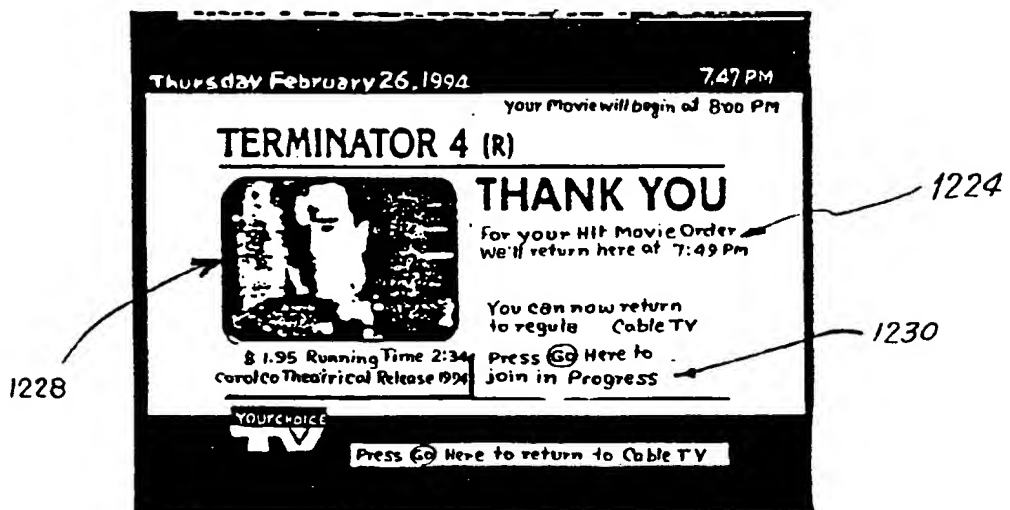 Thursday February 26, 1994 7:47 PM
Your Movie will begin at 8:00 PM
TERMINATOR 4 (R)
THANK YOU
For your Hit Movie Order
We'll return here at 7:49 PM
You can now return
to regula Cable TV
$ 1.95 Running Time 2:34
Carolco Theatrical Release 1994
Press Go Here to
join in Progress
YOUR CHOICE
TV
Press Go Here to return to Cable TV
1224
1228
1230